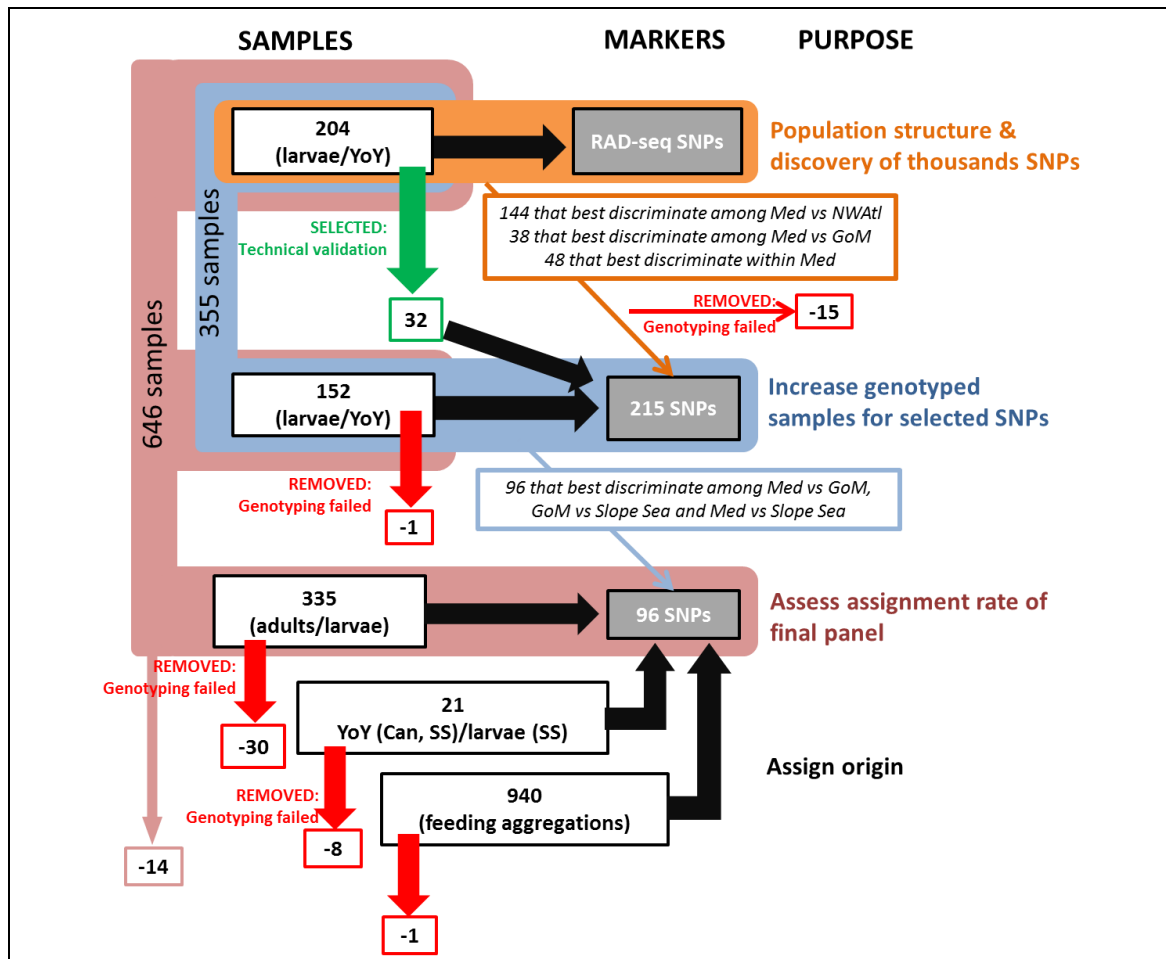 SAMPLES
MARKERS
PURPOSE
646 samples
355 samples
204
(larvae/YoY)
RAD-seq SNPs
Population structure &
discovery of thousands SNPs
144 that best discriminate among Med vs NWAtl
38 that best discriminate among Med vs GoM
48 that best discriminate within Med
SELECTED:
Technical validation
32
REMOVED:
Genotyping failed
-15
152
(larvae/YoY)
215 SNPs
Increase genotyped
samples for selected SNPs
REMOVED:
Genotyping failed
-1
96 that best discriminate among Med vs GoM,
GoM vs Slope Sea and Med vs Slope Sea
335
(adults/larvae)
96 SNPs
Assess assignment rate of
final panel
REMOVED:
Genotyping failed
-30
21
YoY (Can, SS)/larvae (SS)
Assign origin
REMOVED:
Genotyping failed
-8
940
(feeding aggregations)
-14
-1